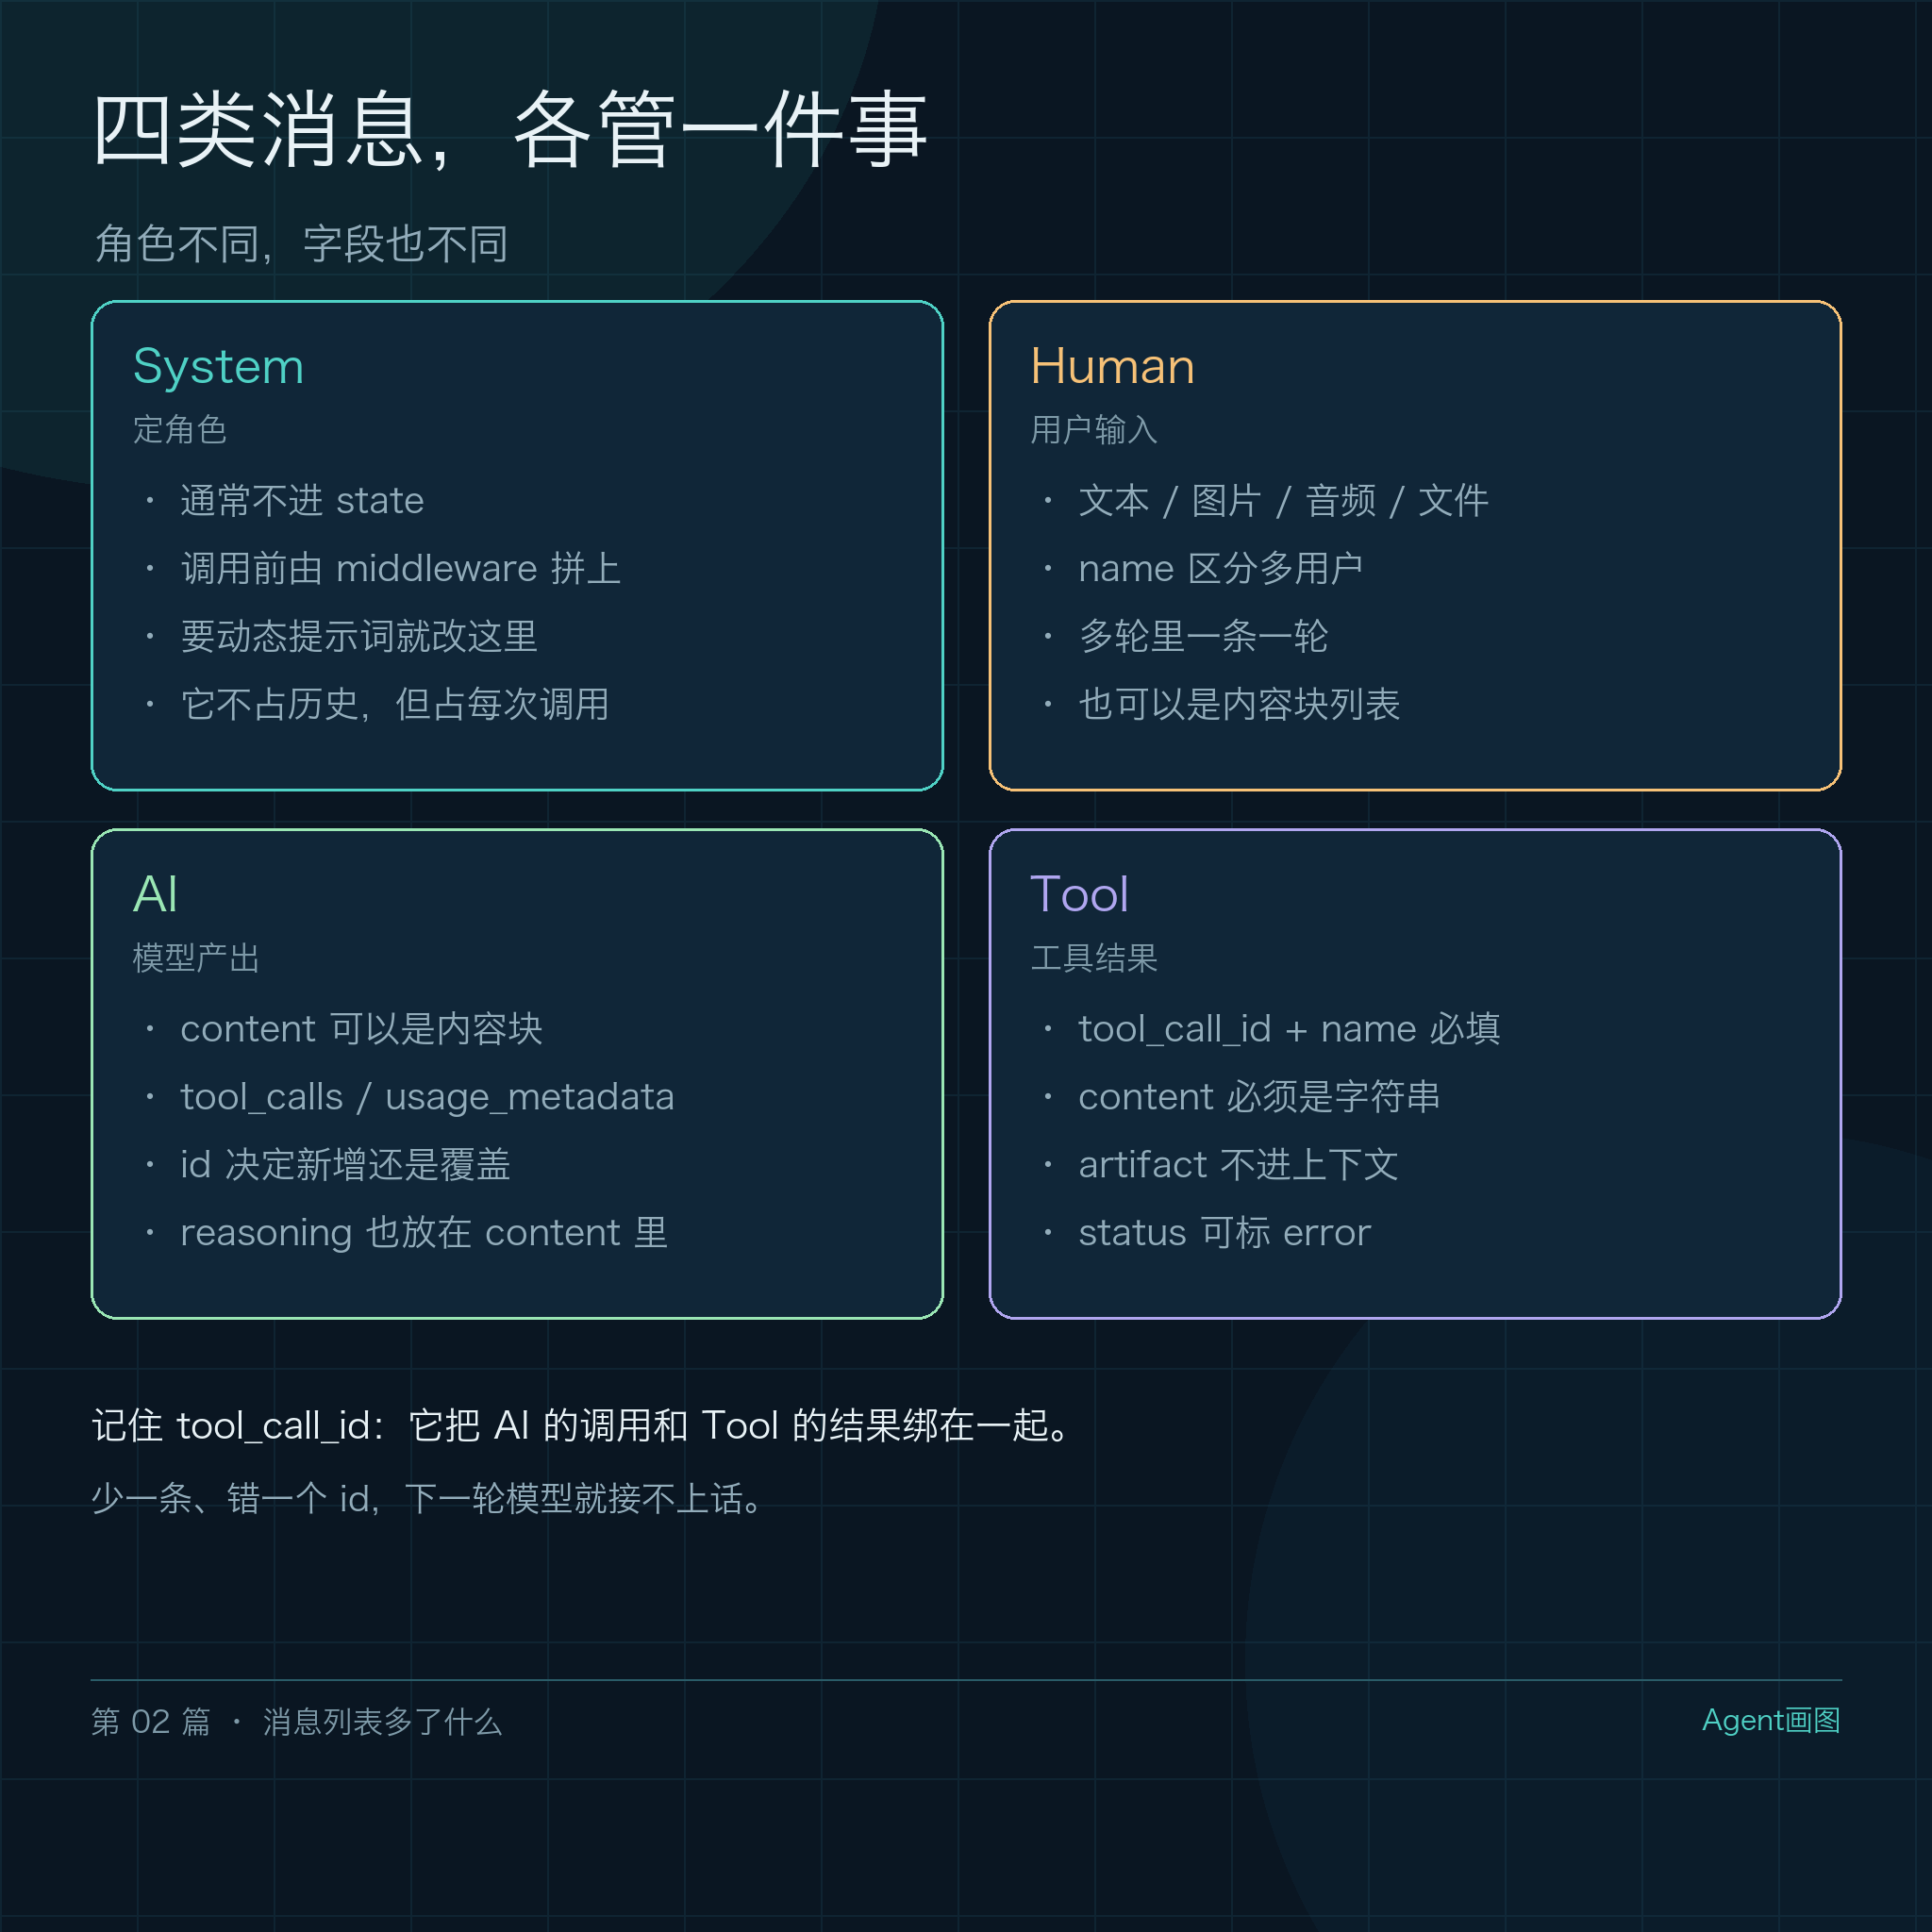 四类消息，各管一件事
角色不同，字段也不同
System
定角色
· 通常不进 state
· 调用前由 middleware 拼上
· 要动态提示词就改这里
· 它不占历史，但占每次调用
Human
用户输入
· 文本 / 图片 / 音频 / 文件
· name 区分多用户
· 多轮里一条一轮
· 也可以是内容块列表
AI
模型产出
· content 可以是内容块
· tool_calls / usage_metadata
· id 决定新增还是覆盖
· reasoning 也放在 content 里
Tool
工具结果
· tool_call_id + name 必填
· content 必须是字符串
· artifact 不进上下文
· status 可标 error
记住 tool_call_id：它把 AI 的调用和 Tool 的结果绑在一起。
少一条、错一个 id，下一轮模型就接不上话。
第 02 篇 · 消息列表多了什么
Agent画图